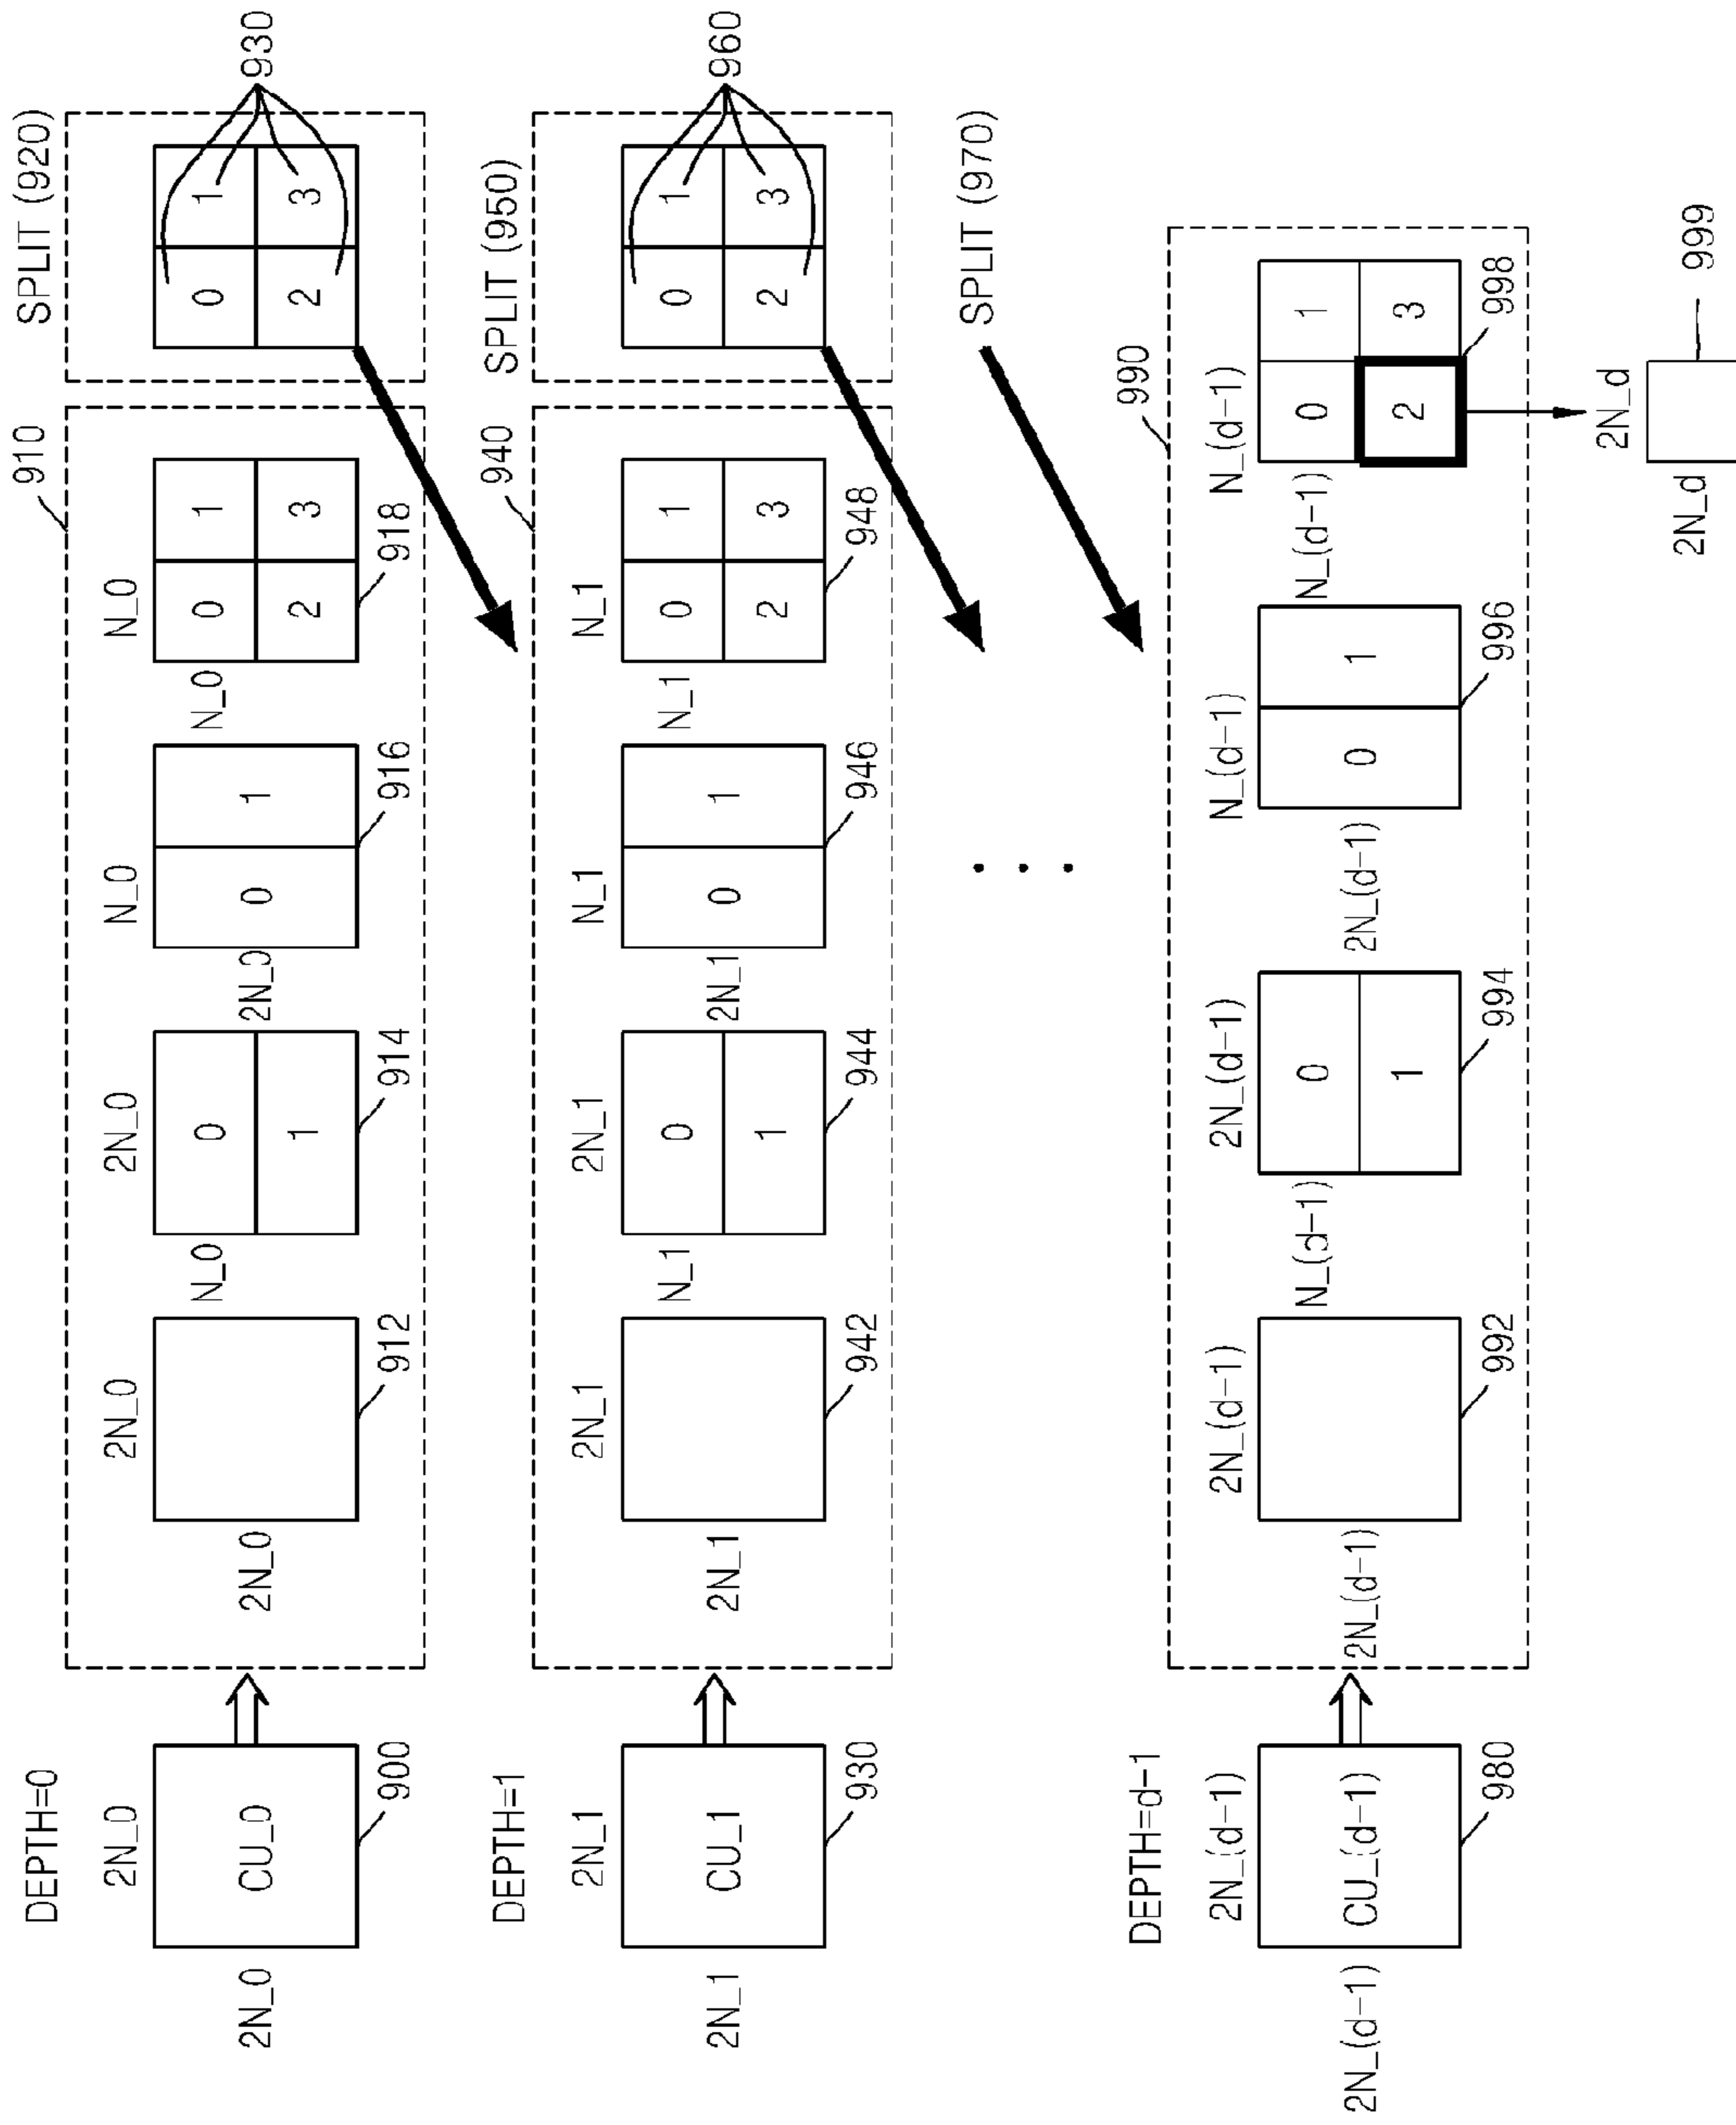 DEPTH=0
2N_0
2N_0
CU_0
900
910
2N_0
2N_0
912
2N_0
N_0
0
1
914
N_0
2N_0
0
1
916
N_0
N_0
0
1
2
3
918
SPLIT (920)
0
1
2
3
930
DEPTH=1
2N_1
2N_1
CU_1
930
940
2N_1
2N_1
942
2N_1
N_1
0
1
944
N_1
2N_1
0
1
946
N_1
N_1
0
1
2
3
948
SPLIT (950)
0
1
2
3
960
SPLIT (970)
. . .
DEPTH=d-1
2N_(d-1)
2N_(d-1)
CU_(d-1)
980
990
2N_(d-1)
2N_(d-1)
992
2N_(d-1)
N_(d-1)
0
1
994
N_(d-1)
2N_(d-1)
0
1
996
N_(d-1)
N_(d-1)
0
1
2
3
998
2N_d
2N_d
999